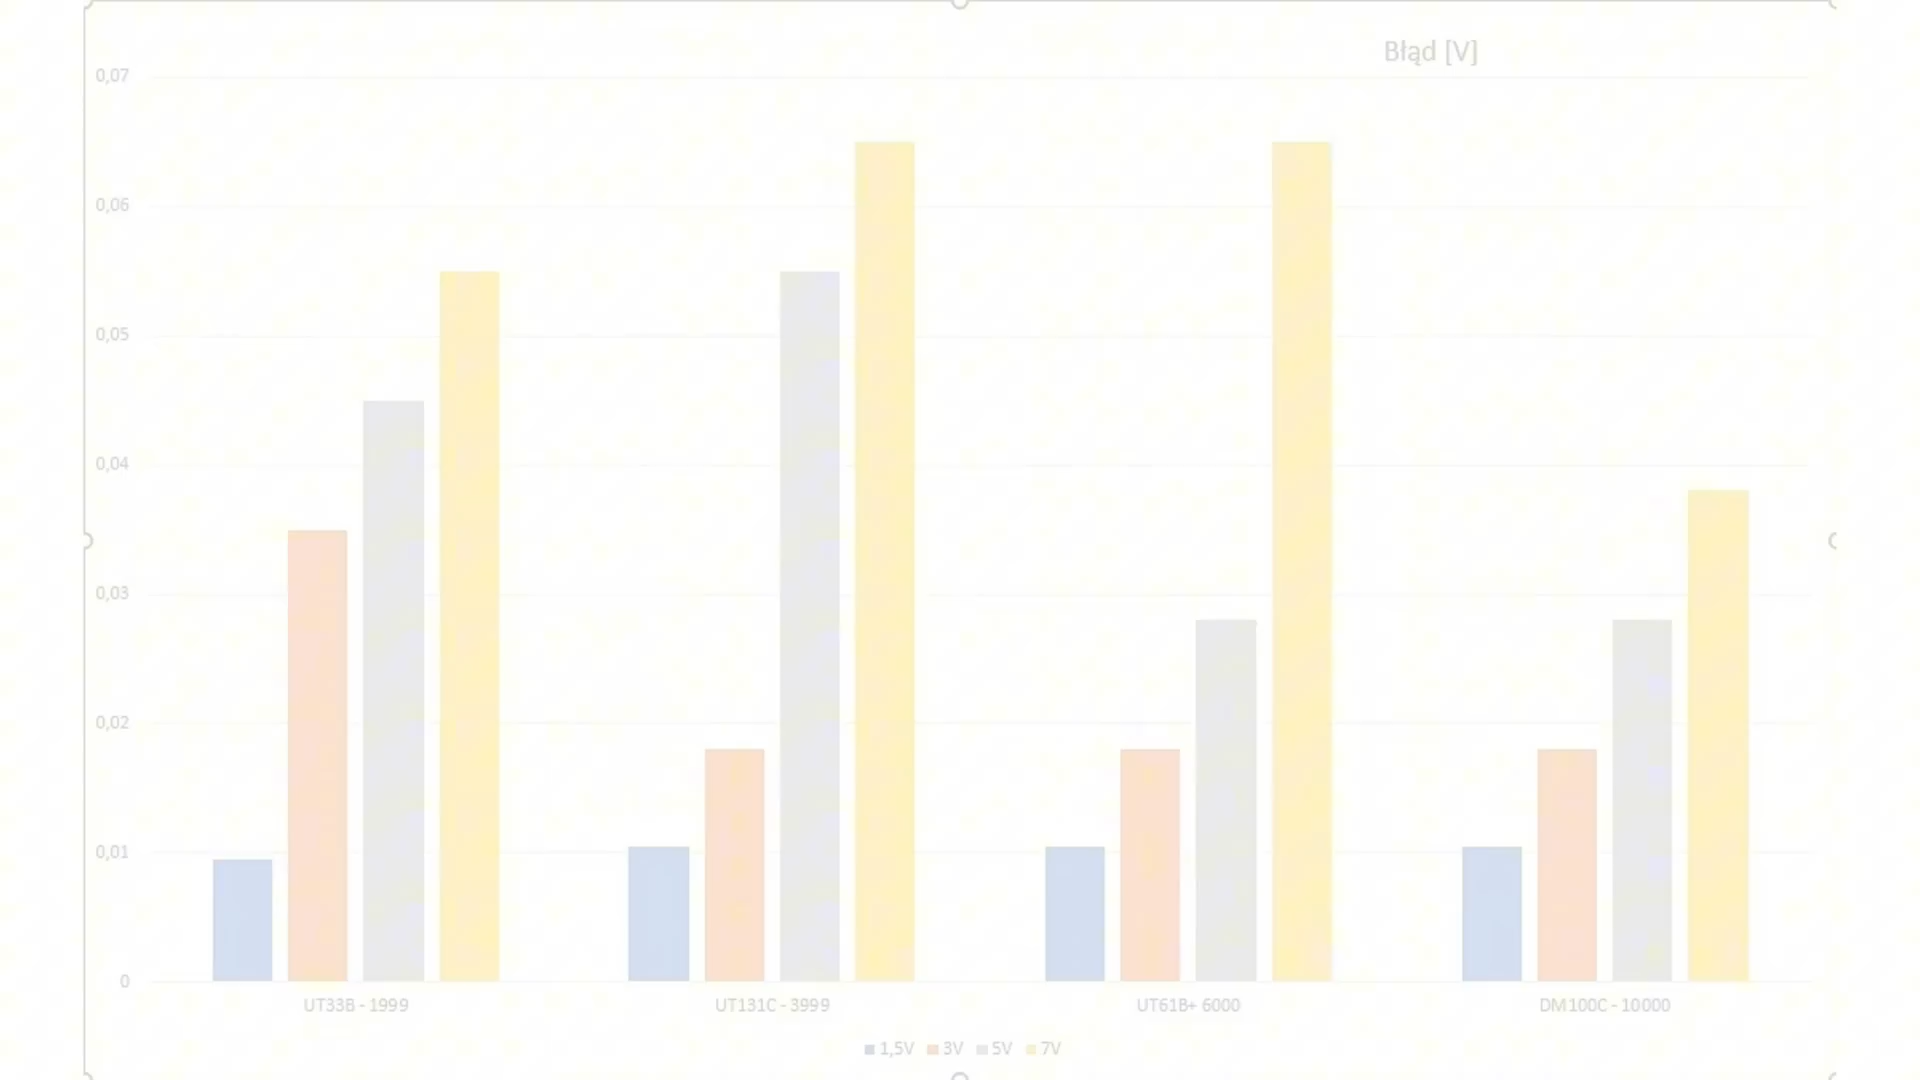 Błąd [V]
0,07
0,06
0,05
0,04
0,03
0,02
0,01
0
UT33B - 1999
UT131C - 3999
UT61B+ 6000
DM100C - 10000
1,5V 3V 5V 7V